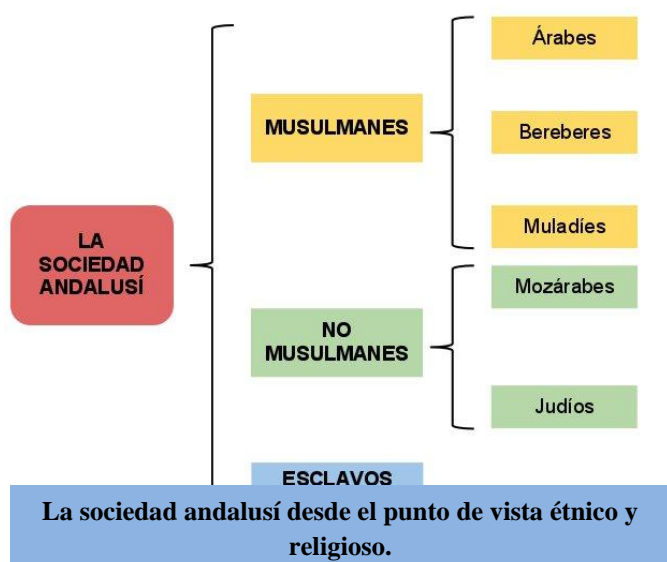 LA
SOCIEDAD
ANDALUSÍ
MUSULMANES
Árabes
Bereberes
Muladíes
NO
MUSULMANES
Mozárabes
Judíos
ESCLAVOS
La sociedad andalusí desde el punto de vista étnico y
religioso.